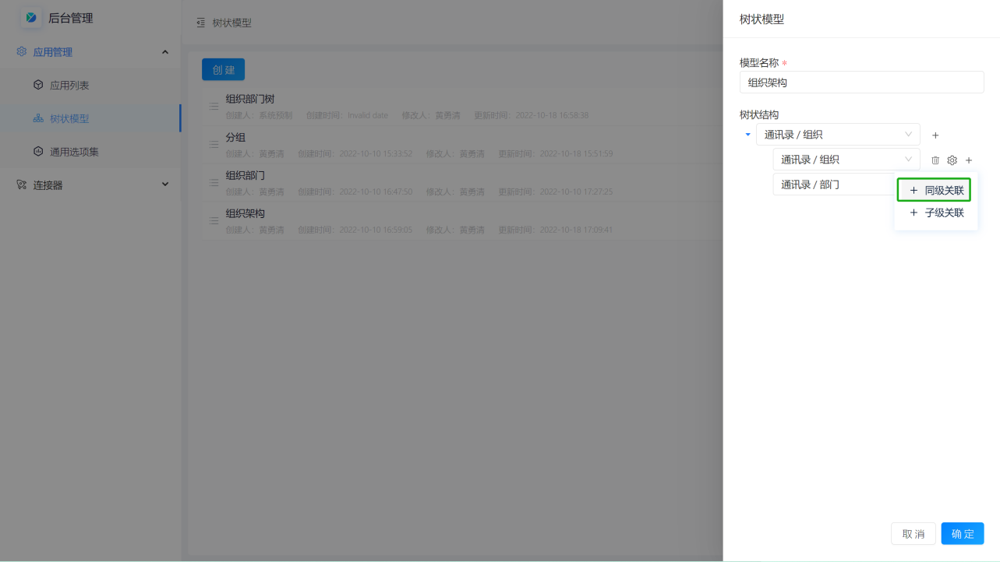 后台管理
应用管理
应用列表
树状模型
通用选项集
连接器
树状模型
创 建
组织部门树
创建人：系统预制 创建时间：Invalid date 修改人：黄勇清 更新时间：2022-10-18 16:58:38
分组
创建人：黄勇清 创建时间：2022-10-10 15:33:52 修改人：黄勇清 更新时间：2022-10-18 15:51:59
组织部门
创建人：黄勇清 创建时间：2022-10-10 16:47:50 修改人：黄勇清 更新时间：2022-10-18 17:27:25
组织架构
创建人：黄勇清 创建时间：2022-10-10 16:59:05 修改人：黄勇清 更新时间：2022-10-18 17:09:41
树状模型
模型名称 *
组织架构
树状结构
通讯录 / 组织
通讯录 / 组织
通讯录 / 部门
+ 同级关联
+ 子级关联
取 消 确 定